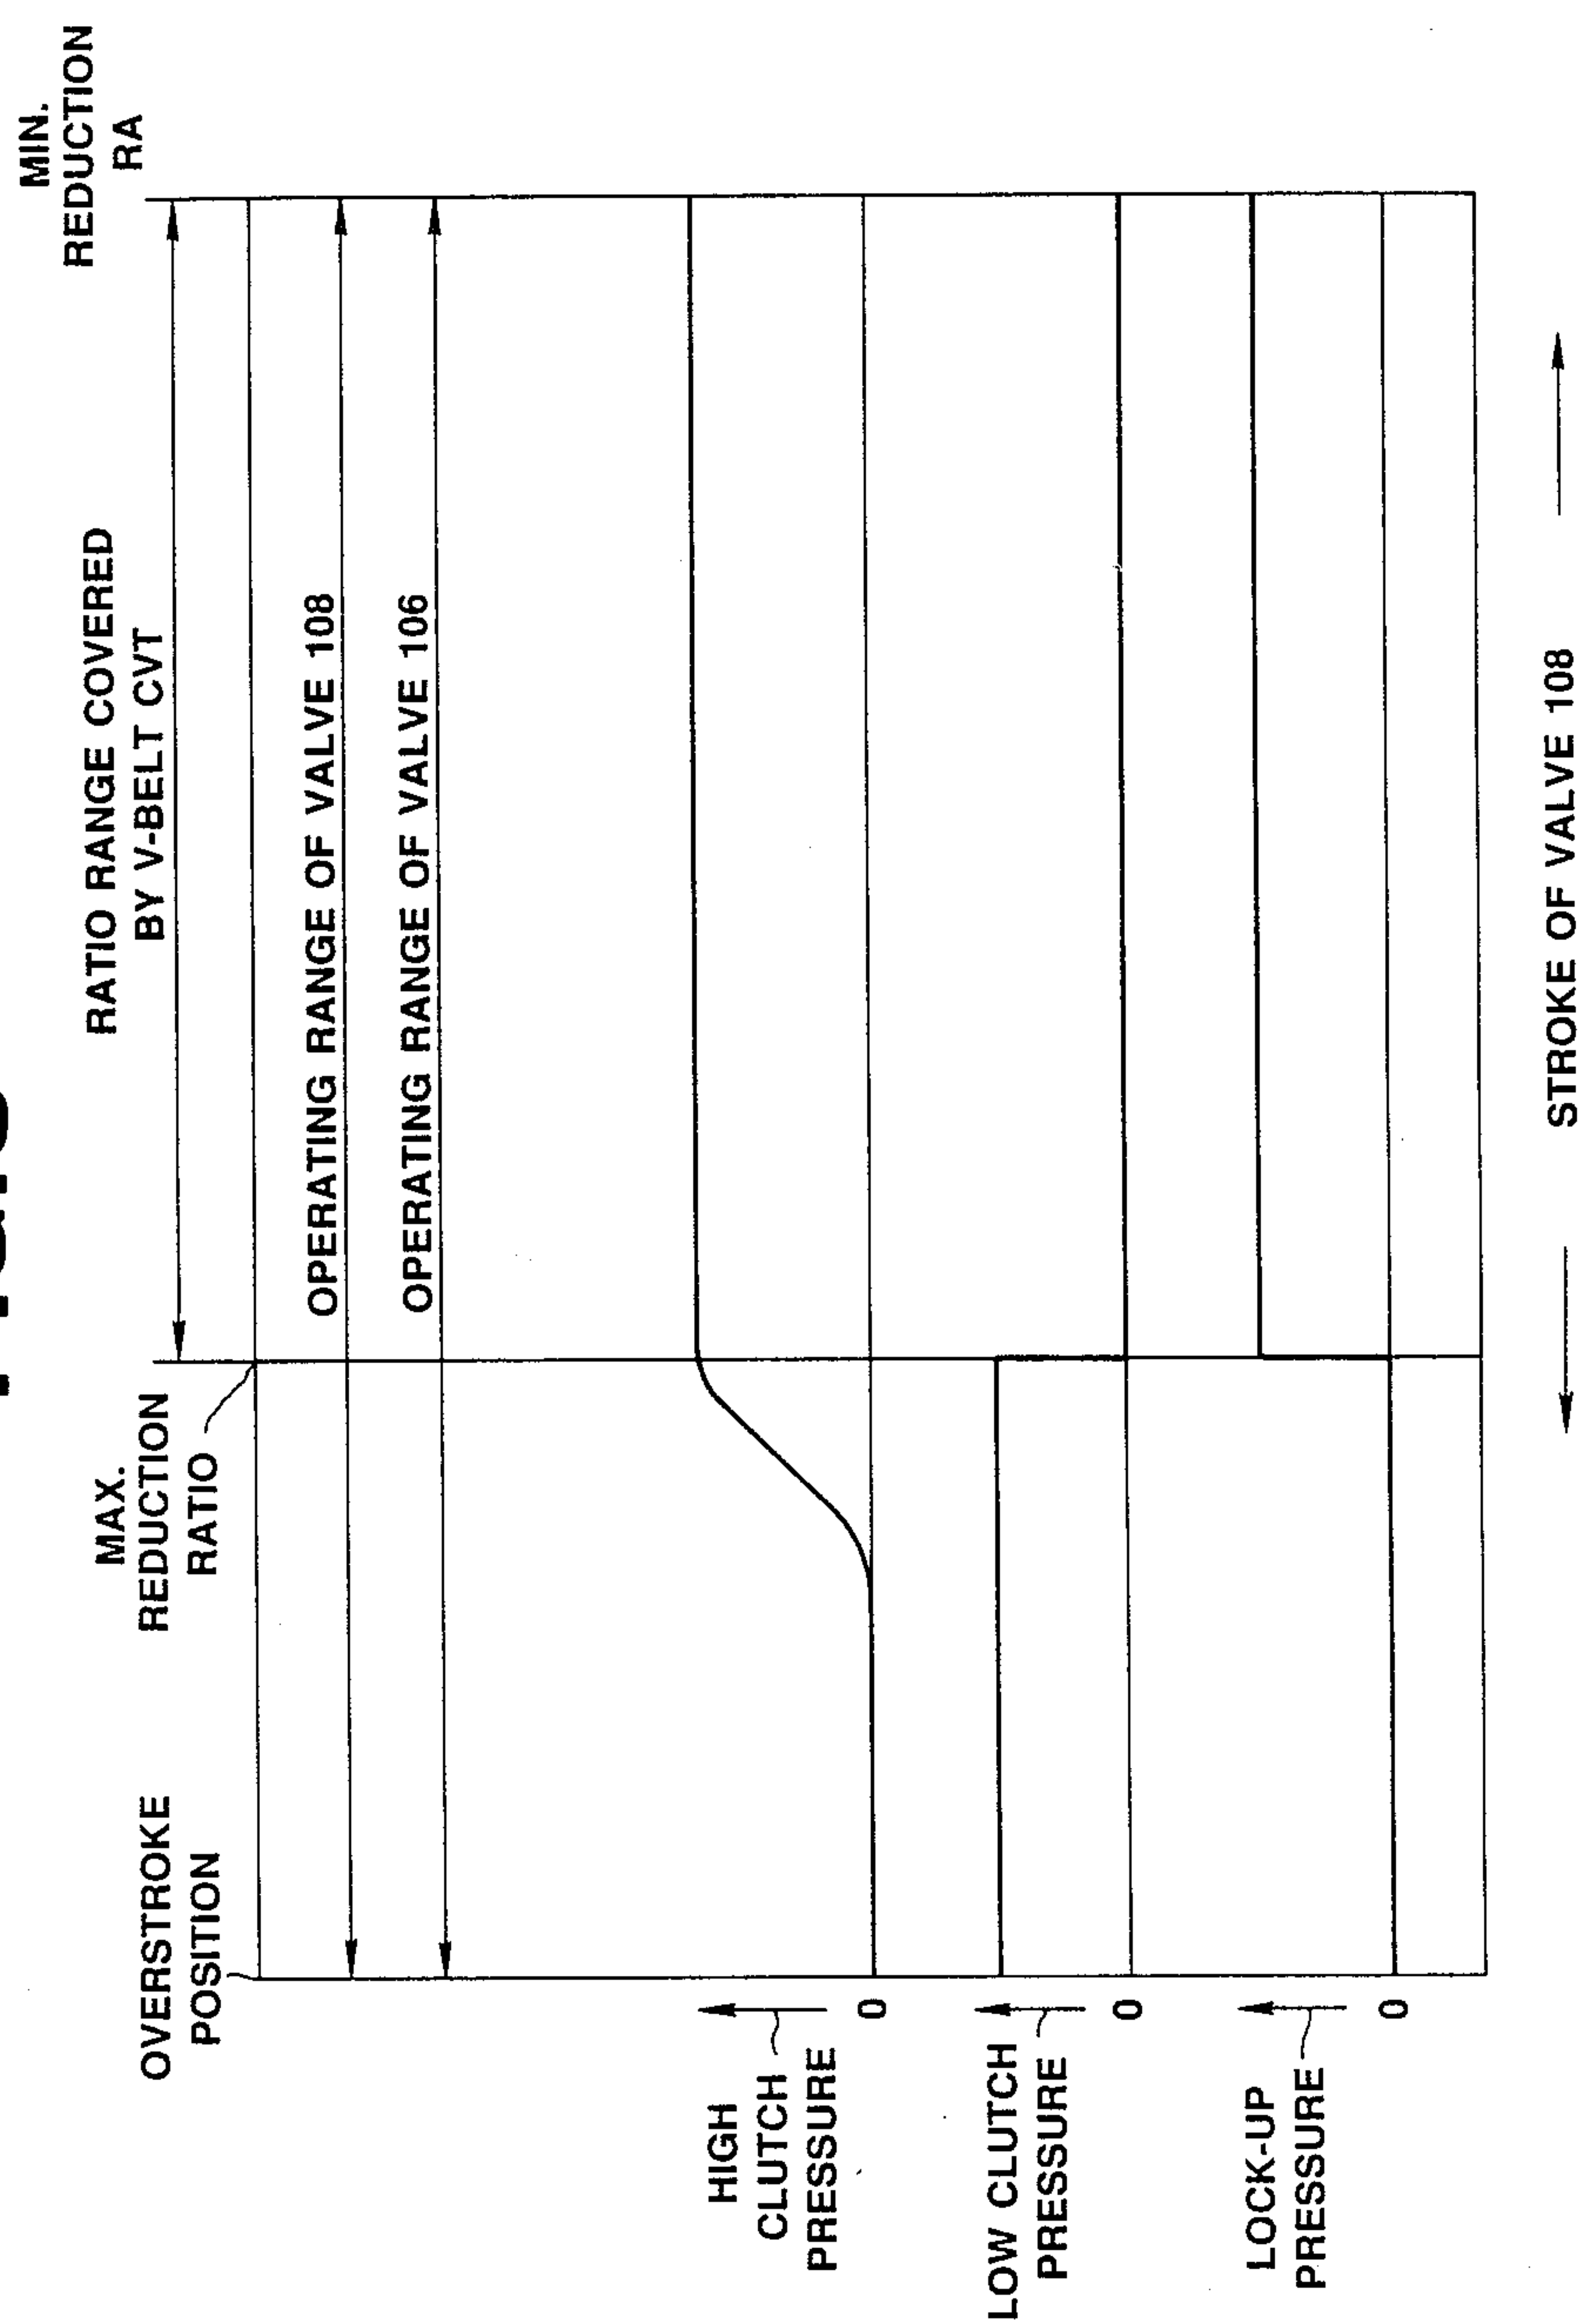 OVERSTROKE
POSITION
MAX.
REDUCTION
RATIO
RATIO RANGE COVERED
BY V-BELT CVT
MIN.
REDUCTION
RA
OPERATING RANGE OF VALVE 108
OPERATING RANGE OF VALVE 106
HIGH
CLUTCH
PRESSURE
0
LOW CLUTCH
PRESSURE
0
LOCK-UP
PRESSURE
0
STROKE OF VALVE 108